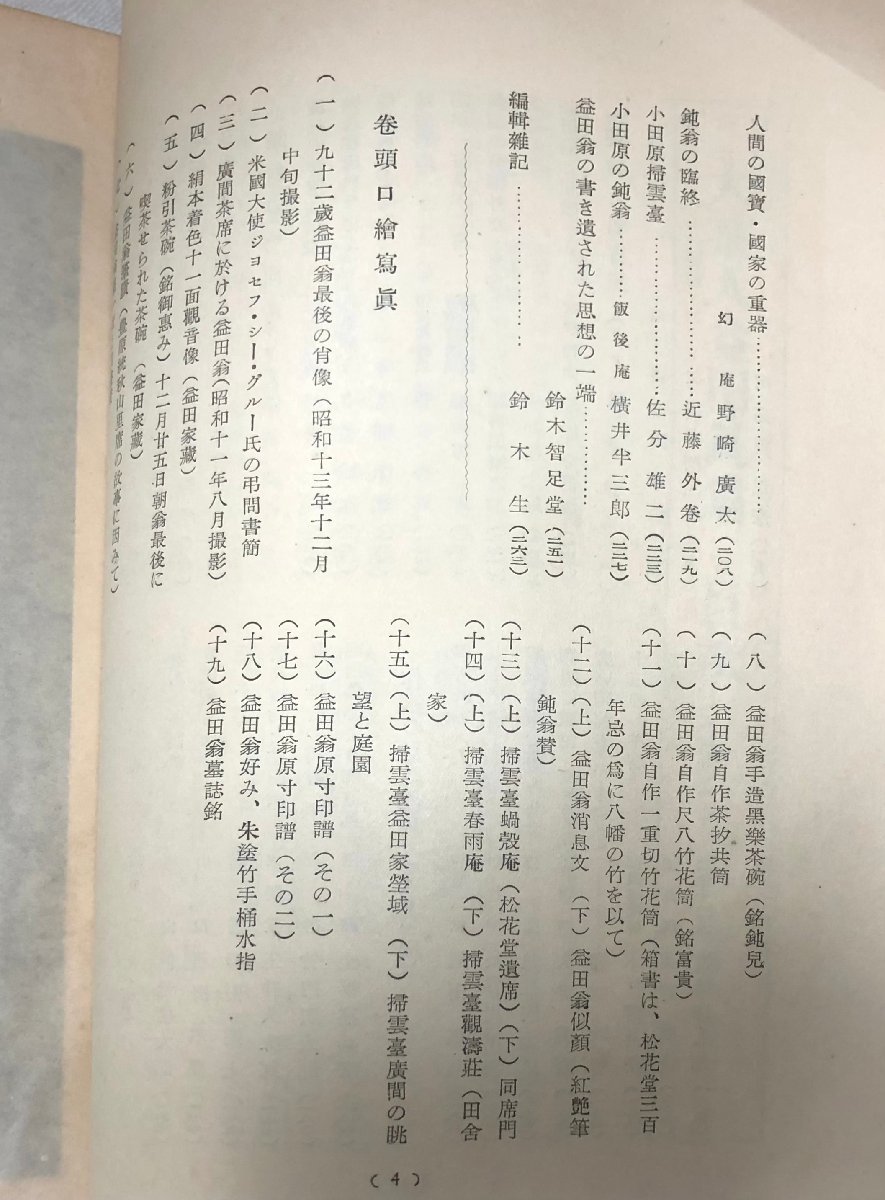 人間の國寶・國家の重器……………………
幻庵 野崎廣太(二〇八)
鈍翁の臨終……………………近藤外卷(二一九)
小田原掃雲臺……………………佐分雄二(二二三)
小田原の鈍翁…………飯後庵 横井半三郎(二三七)
益田翁の書き遺された思想の一端……………
鈴木智足堂(二五一)
編輯雜記……………………鈴木生(二六三)
卷頭口繪寫眞
(一)九十二歲益田翁最後の肖像(昭和十三年十二月
中旬撮影)
(二)米國大使ジョセフ・シー・グルー氏の弔問書簡
(三)廣間茶席に於ける益田翁(昭和十一年八月撮影)
(四)絹本着色十一面觀音像(益田家藏)
(五)粉引茶碗(銘御惠み)十二月廿五日朝翁最後に
喫茶せられた茶碗(益田家藏)
(六)益田翁
の故事に因みて)
(八)益田翁手造黑樂茶碗(銘鈍兒)
(九)益田翁自作茶抄共筒
(十)益田翁自作尺八竹花筒(銘富貴)
(十一)益田翁自作一重切竹花筒(箱書は、松花堂三百
年忌の爲に八幡の竹を以て)
(十二)(上)益田翁消息文 (下)益田翁似顏(紅艷筆
鈍翁贊)
(十三)(上)掃雲臺蝸殼庵(松花堂遺席)(下)同席門
(十四)(上)掃雲臺春雨庵 (下)掃雲臺觀濤莊(田舍
家)
(十五)(上)掃雲臺益田家塋域 (下)掃雲臺廣間の眺
望と庭園
(十六)益田翁原寸印譜(その一)
(十七)益田翁原寸印譜(その二)
(十八)益田翁好み、朱塗竹手桶水指
(十九)益田翁墓誌銘
(4)